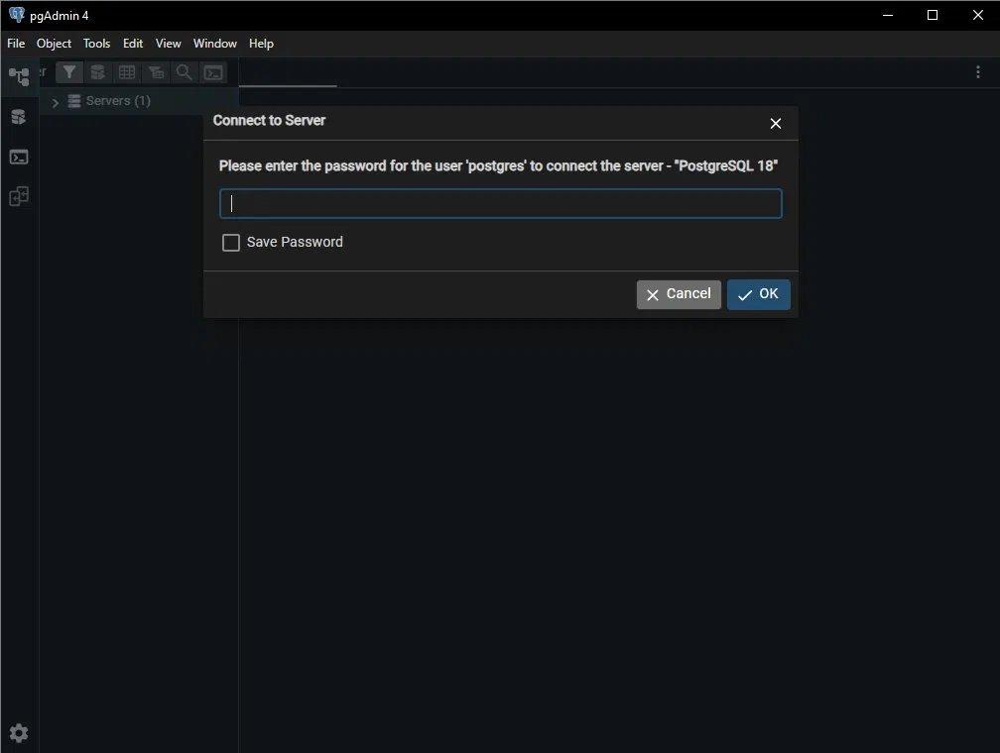 pgAdmin 4
File Object Tools Edit View Window Help
er
Servers (1)
Connect to Server
Please enter the password for the user 'postgres' to connect the server - "PostgreSQL 18"
Save Password
Cancel OK